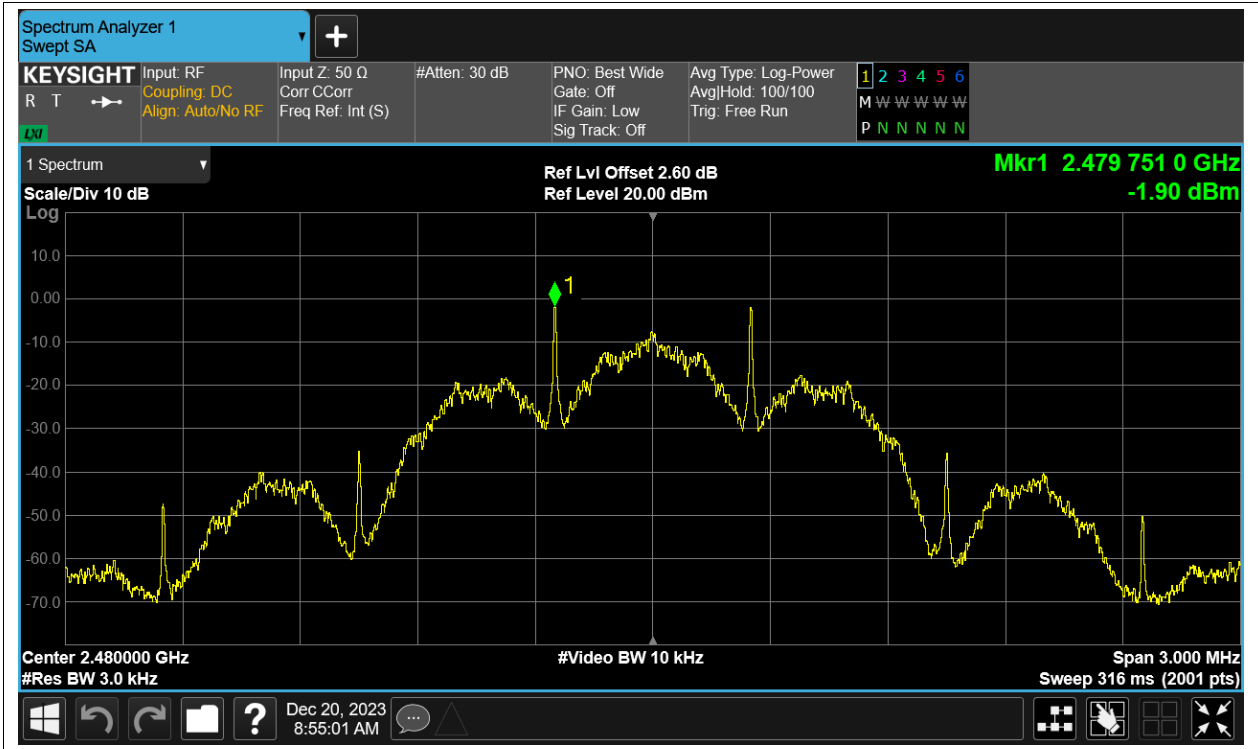 Spectrum Analyzer 1
Swept SA
+
KEYSIGHT
R T
LXI
Input: RF
Coupling: DC
Align: Auto/No RF
Input Z: 50 Ω
Corr CCorr
Freq Ref: Int (S)
#Atten: 30 dB
PNO: Best Wide
Gate: Off
IF Gain: Low
Sig Track: Off
Avg Type: Log-Power
Avg|Hold: 100/100
Trig: Free Run
1 2 3 4 5 6
M W W W W W
P N N N N N
1 Spectrum
Scale/Div 10 dB
Log
Ref Lvl Offset 2.60 dB
Ref Level 20.00 dBm
Mkr1 2.479 751 0 GHz
-1.90 dBm
1
10.0
0.00
-10.0
-20.0
-30.0
-40.0
-50.0
-60.0
-70.0
Center 2.480000 GHz
#Res BW 3.0 kHz
#Video BW 10 kHz
Span 3.000 MHz
Sweep 316 ms (2001 pts)
?
Dec 20, 2023
8:55:01 AM